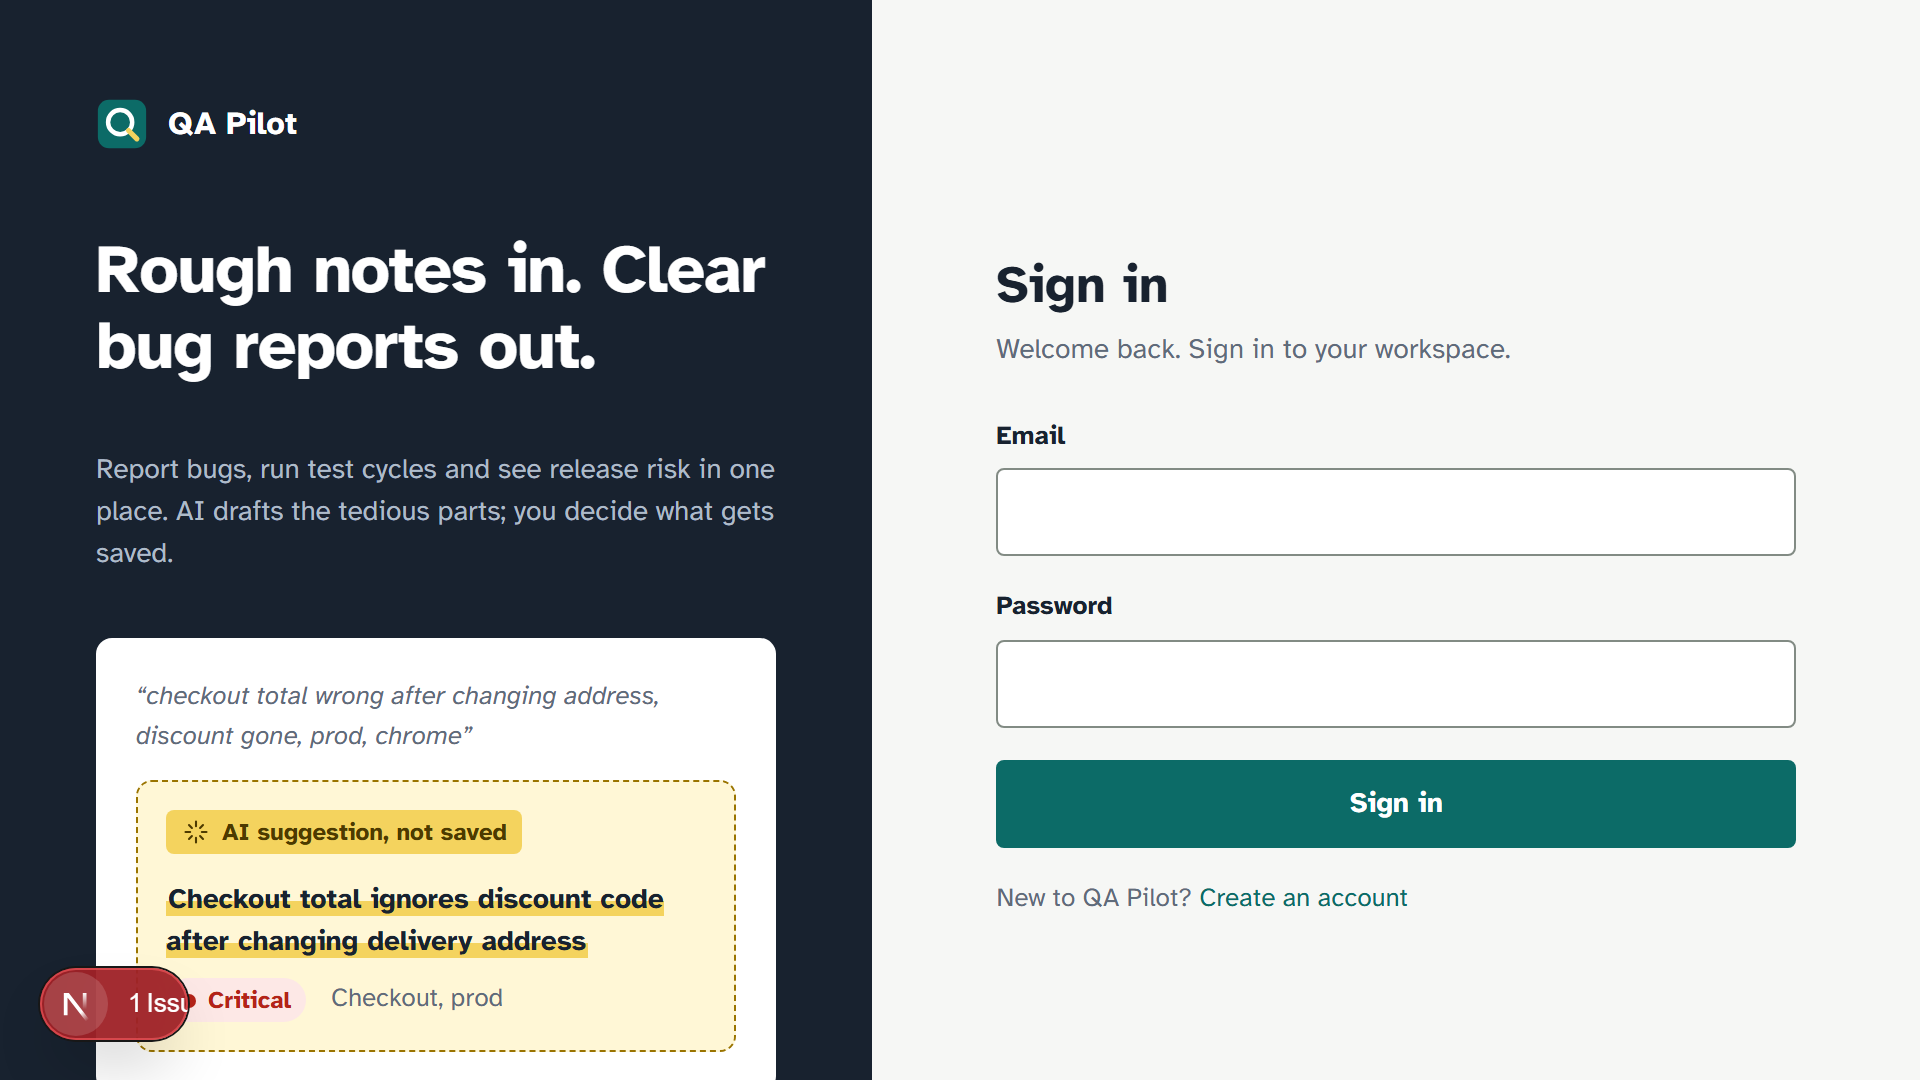 QA Pilot
Rough notes in. Clear
bug reports out.
Report bugs, run test cycles and see release risk in one
place. AI drafts the tedious parts; you decide what gets
saved.
“checkout total wrong after changing address,
discount gone, prod, chrome”
AI suggestion, not saved
Checkout total ignores discount code
after changing delivery address
Critical
Checkout, prod
N
1
Sign in
Welcome back. Sign in to your workspace.
Email
Password
Sign in
New to QA Pilot? Create an account